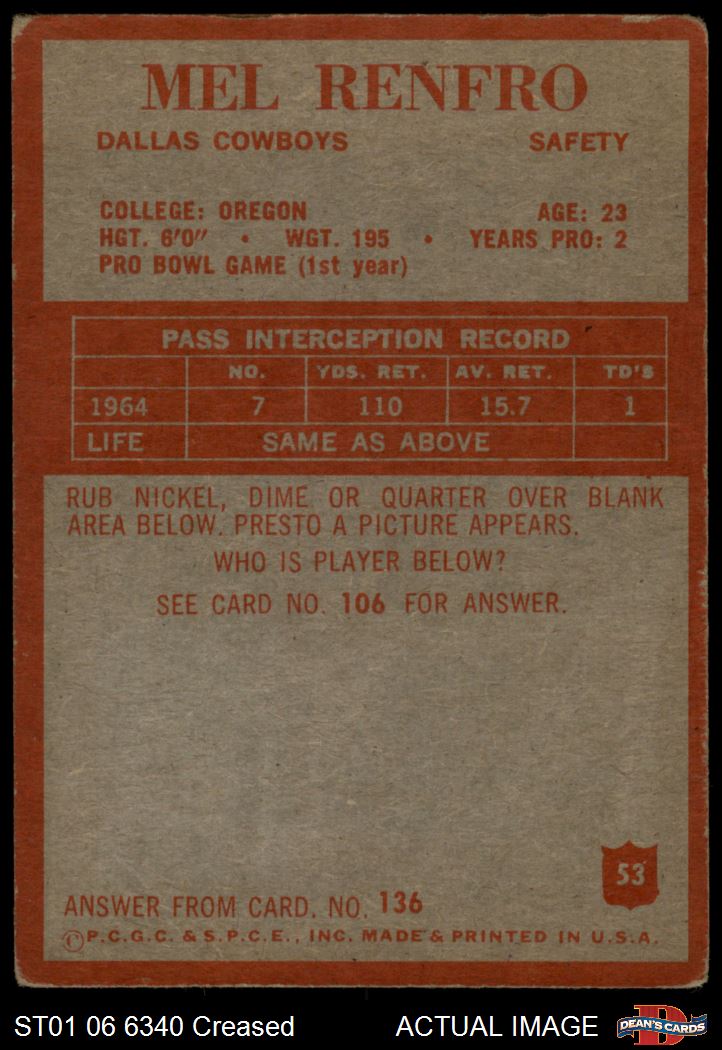 MEL RENFRO
DALLAS COWBOYS SAFETY
COLLEGE: OREGON AGE: 23
HGT. 6'0" • WGT. 195 • YEARS PRO: 2
PRO BOWL GAME (1st year)
PASS INTERCEPTION RECORD
NO. YDS. RET. AV. RET. TD'S
1964 7 110 15.7 1
LIFE SAME AS ABOVE
RUB NICKEL, DIME OR QUARTER OVER BLANK
AREA BELOW. PRESTO A PICTURE APPEARS.
WHO IS PLAYER BELOW?
SEE CARD NO. 106 FOR ANSWER.
53
ANSWER FROM CARD. NO. 136
©P.C.G.C. & S.P.C.E., INC. MADE & PRINTED IN U.S.A.
ST01 06 6340 Creased ACTUAL IMAGE
D
DEAN'S CARDS